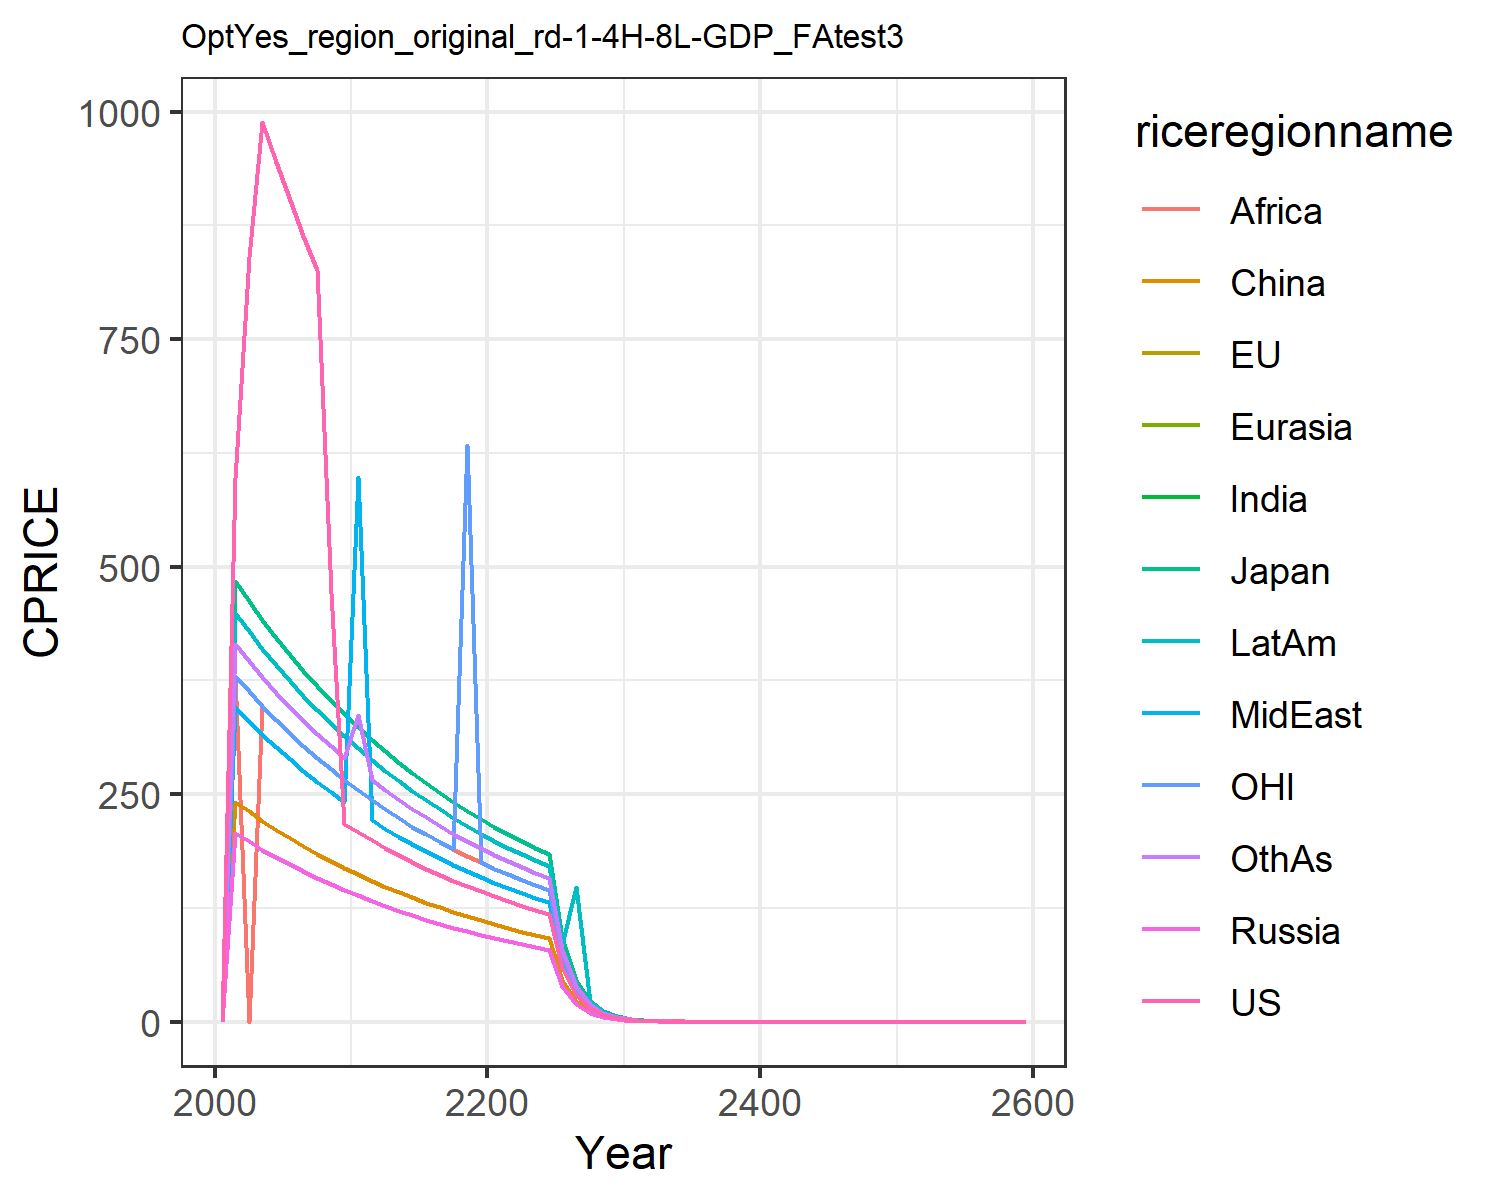 OptYes_region_original_rd-1-4H-8L-GDP_FAtest3
1000
750
500
250
0
CPRICE
2000 2200 2400 2600
Year
riceregionname
Africa
China
EU
Eurasia
India
Japan
LatAm
MidEast
OHI
OthAs
Russia
US